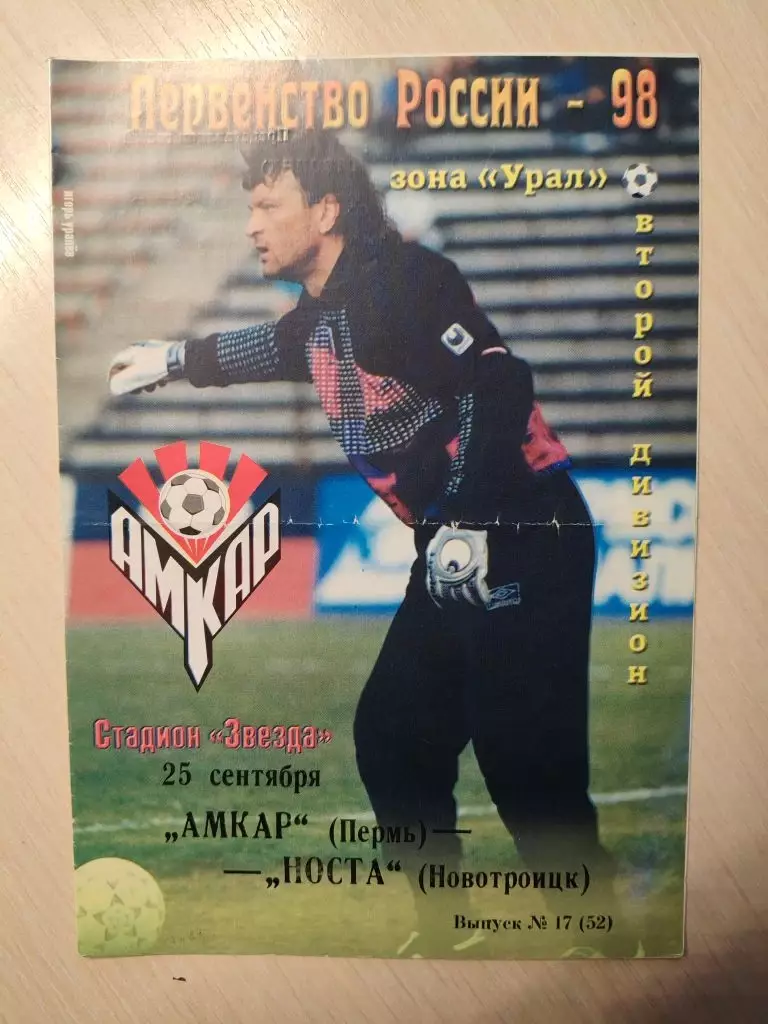 Первенство России - 98
зона «Урал»
второй дивизион
АМКАР
Стадион «Звезда»
25 сентября
„АМКАР“ (Пермь)—
—„НОСТА“ (Новотроицк)
Выпуск № 17 (52)